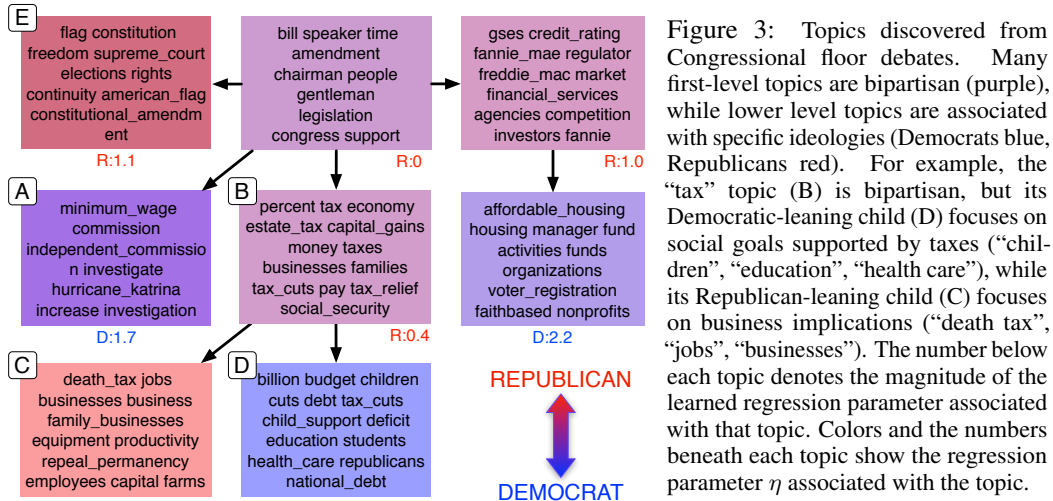 E
flag constitution
freedom supreme_court
elections rights
continuity american_flag
constitutional_amendm
ent
R:1.1
bill speaker time
amendment
chairman people
gentleman
legislation
congress support
R:0
gses credit_rating
fannie_mae regulator
freddie_mac market
financial_services
agencies competition
investors fannie
R:1.0
A
minimum_wage
commission
independent_commissio
n investigate
hurricane_katrina
increase investigation
D:1.7
B
percent tax economy
estate_tax capital_gains
money taxes
businesses families
tax_cuts pay tax_relief
social_security
R:0.4
affordable_housing
housing manager fund
activities funds
organizations
voter_registration
faithbased nonprofits
D:2.2
C
death_tax jobs
businesses business
family_businesses
equipment productivity
repeal_permanency
employees capital farms
D
billion budget children
cuts debt tax_cuts
child_support deficit
education students
health_care republicans
national_debt
REPUBLICAN
DEMOCRAT
Figure 3: Topics discovered from
Congressional floor debates. Many
first-level topics are bipartisan (purple),
while lower level topics are associated
with specific ideologies (Democrats blue,
Republicans red). For example, the
“tax” topic (B) is bipartisan, but its
Democratic-leaning child (D) focuses on
social goals supported by taxes (“chil-
dren”, “education”, “health care”), while
its Republican-leaning child (C) focuses
on business implications (“death tax”,
“jobs”, “businesses”). The number below
each topic denotes the magnitude of the
learned regression parameter associated
with that topic. Colors and the numbers
beneath each topic show the regression
parameter η associated with the topic.